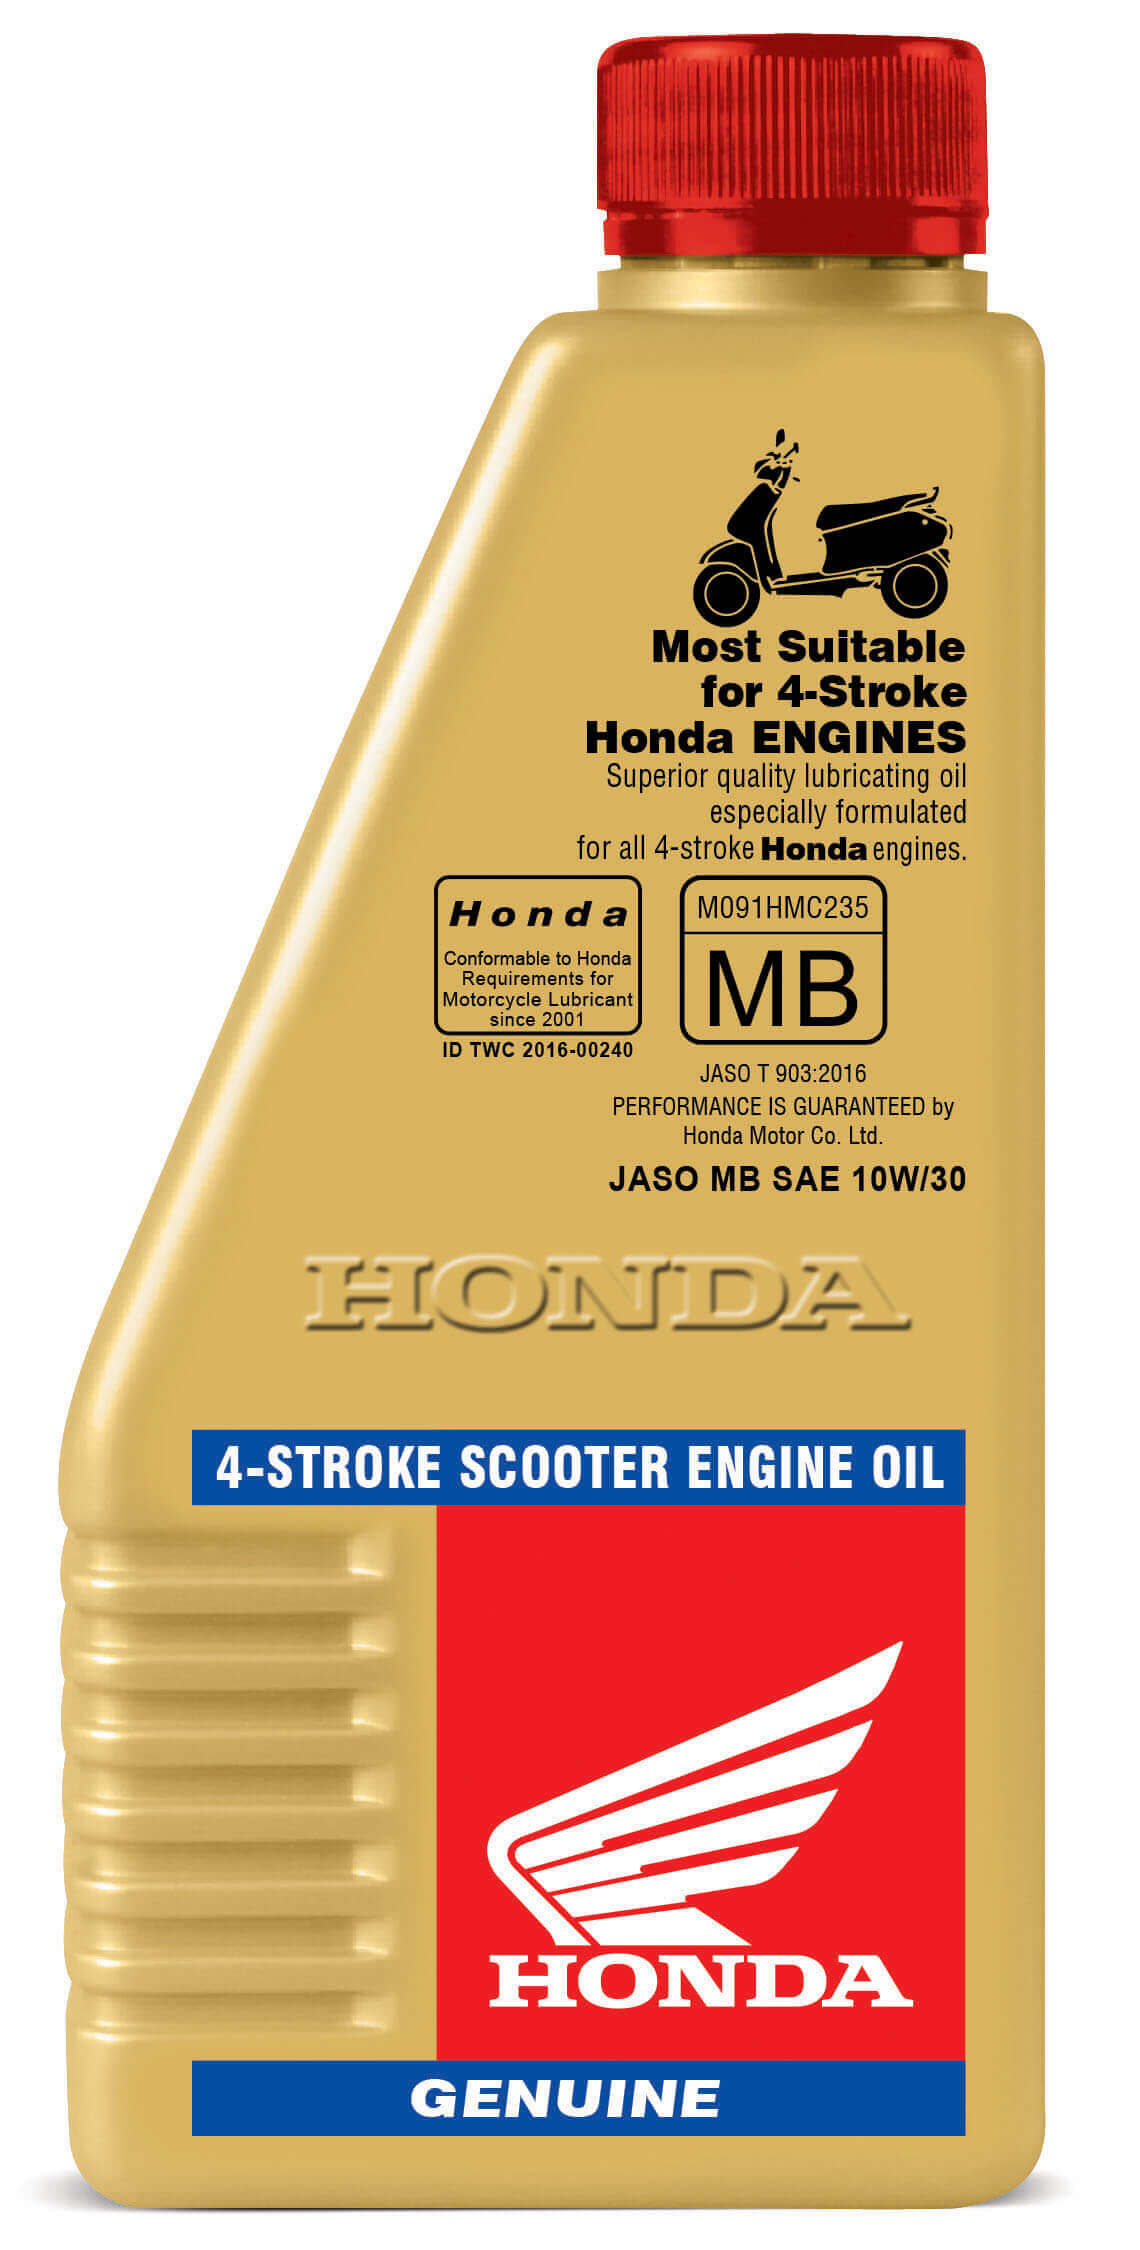 Most Suitable
for 4-Stroke
Honda ENGINES
Superior quality lubricating oil
especially formulated
for all 4-stroke Honda engines.
Honda
Conformable to Honda
Requirements for
Motorcycle Lubricant
since 2001
ID TWC 2016-00240
M091HMC235
MB
JASO T 903:2016
PERFORMANCE IS GUARANTEED by
Honda Motor Co. Ltd.
JASO MB SAE 10W/30
HONDA
4-STROKE SCOOTER ENGINE OIL
HONDA
GENUINE